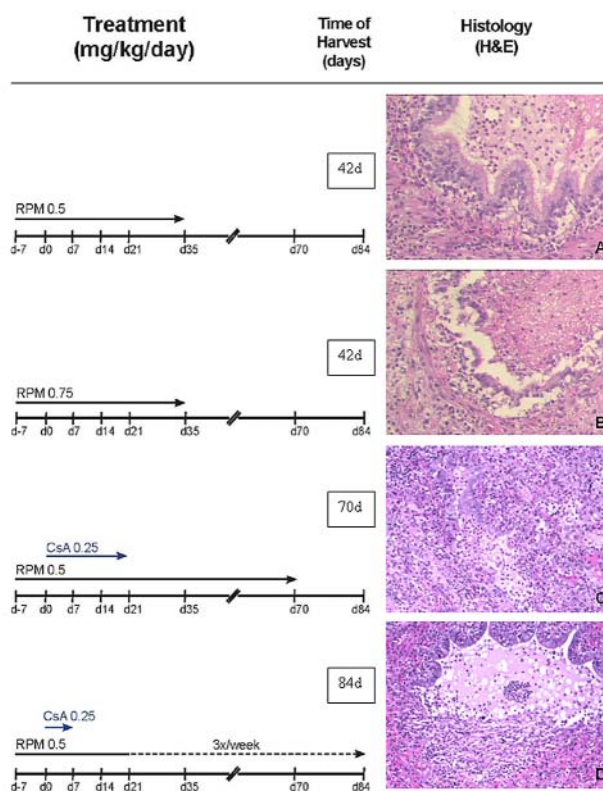 Treatment
(mg/kg/day)
Time of
Harvest
(days)
Histology
(H&E)
42d
RPM 0.5
d-7 d0 d7 d14 d21 d35 d70 d84
A
42d
RPM 0.75
d-7 d0 d7 d14 d21 d35 d70 d84
B
70d
CsA 0.25
RPM 0.5
d-7 d0 d7 d14 d21 d35 d70 d84
C
84d
CsA 0.25
3x/week
RPM 0.5
d-7 d0 d7 d14 d21 d35 d70 d84
D